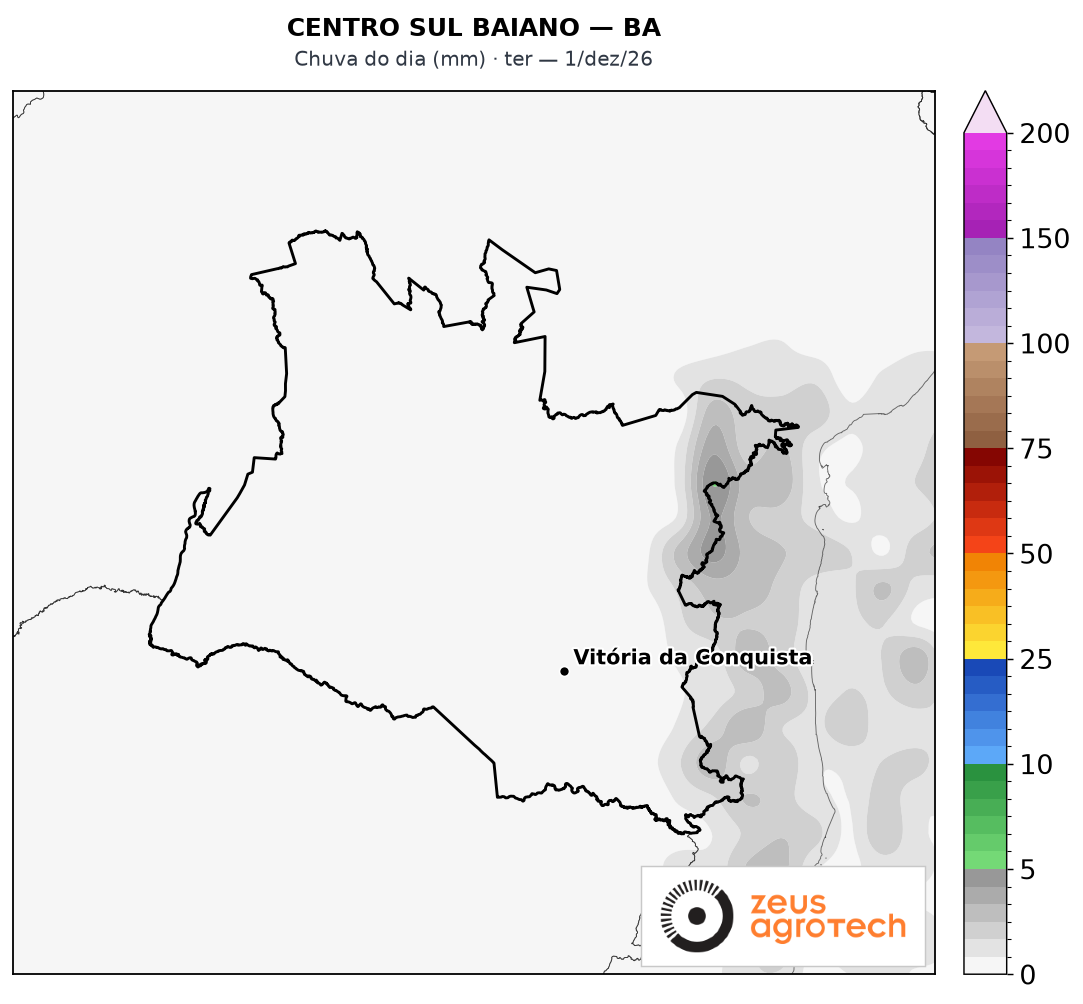 CENTRO SUL BAIANO — BA
Chuva do dia (mm) · ter — 1/dez/26
200
150
100
75
50
25
10
5
0
Vitória da Conquista
zeus
agrotech